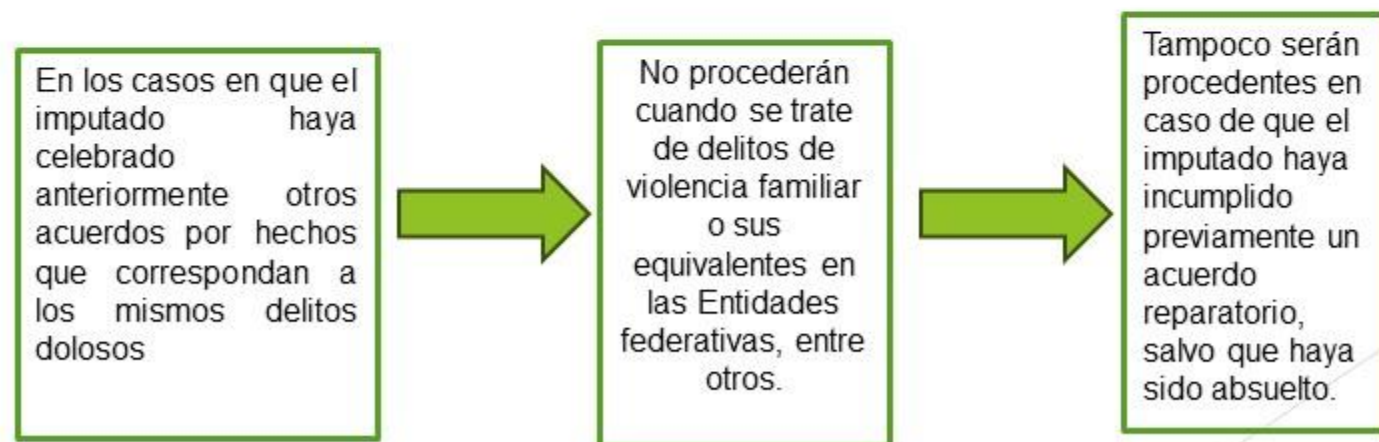 En los casos en que el
imputado haya
celebrado
anteriormente otros
acuerdos por hechos
que correspondan a
los mismos delitos
dolosos
No procederán
cuando se trate
de delitos de
violencia familiar
o sus
equivalentes en
las Entidades
federativas, entre
otros.
Tampoco serán
procedentes en
caso de que el
imputado haya
incumplido
previamente un
acuerdo
reparatorio,
salvo que haya
sido absuelto.